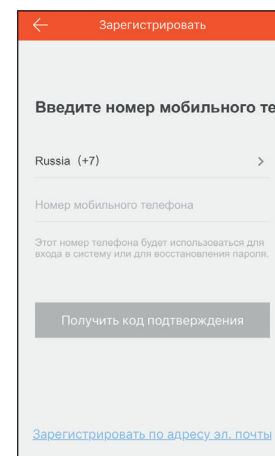 Зарегистрировать
Введите номер мобильного те
Russia (+7)
Номер мобильного телефона
Этот номер телефона будет использоваться для
входа в систему или для восстановления пароля.
Получить код подтверждения
Зарегистрировать по адресу эл. почты